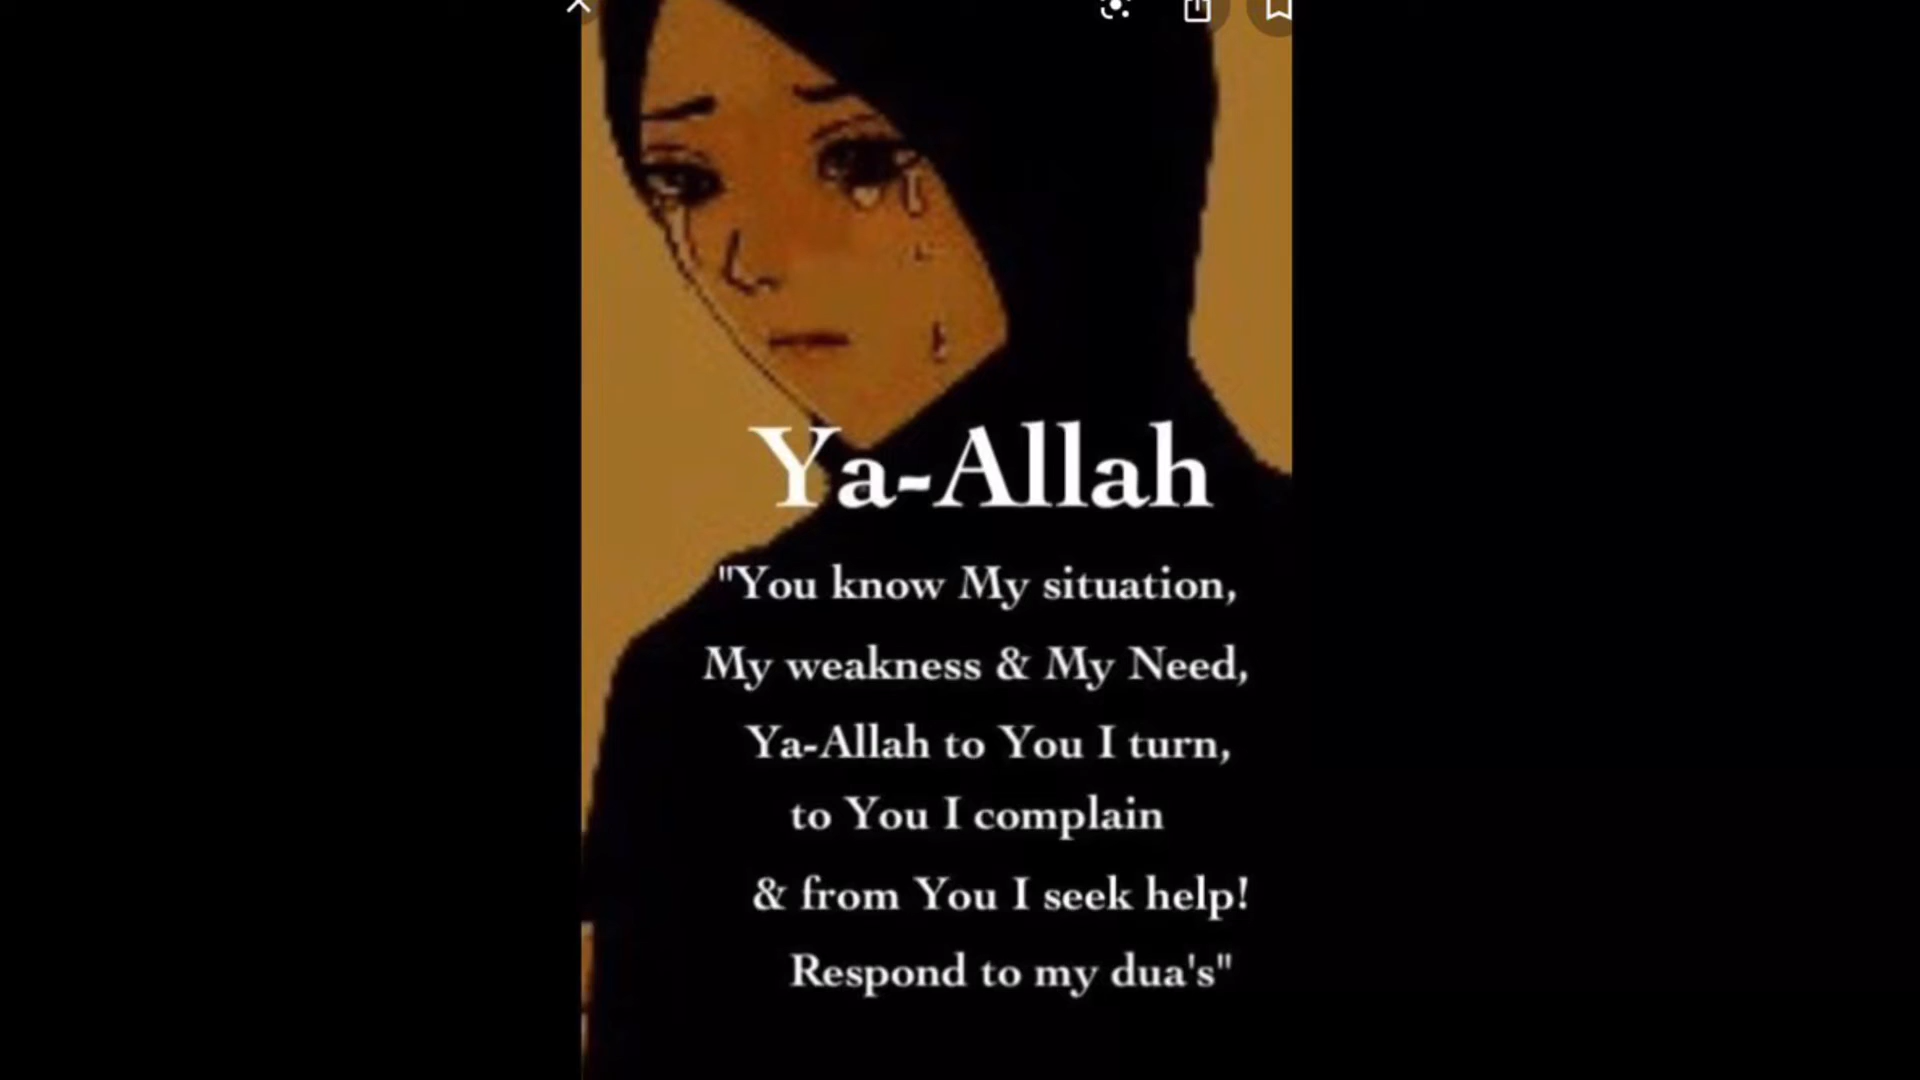 Ya-Allah
"You know My situation,
My weakness & My Need,
Ya-Allah to You I turn,
to You I complain
& from You I seek help!
Respond to my dua's"